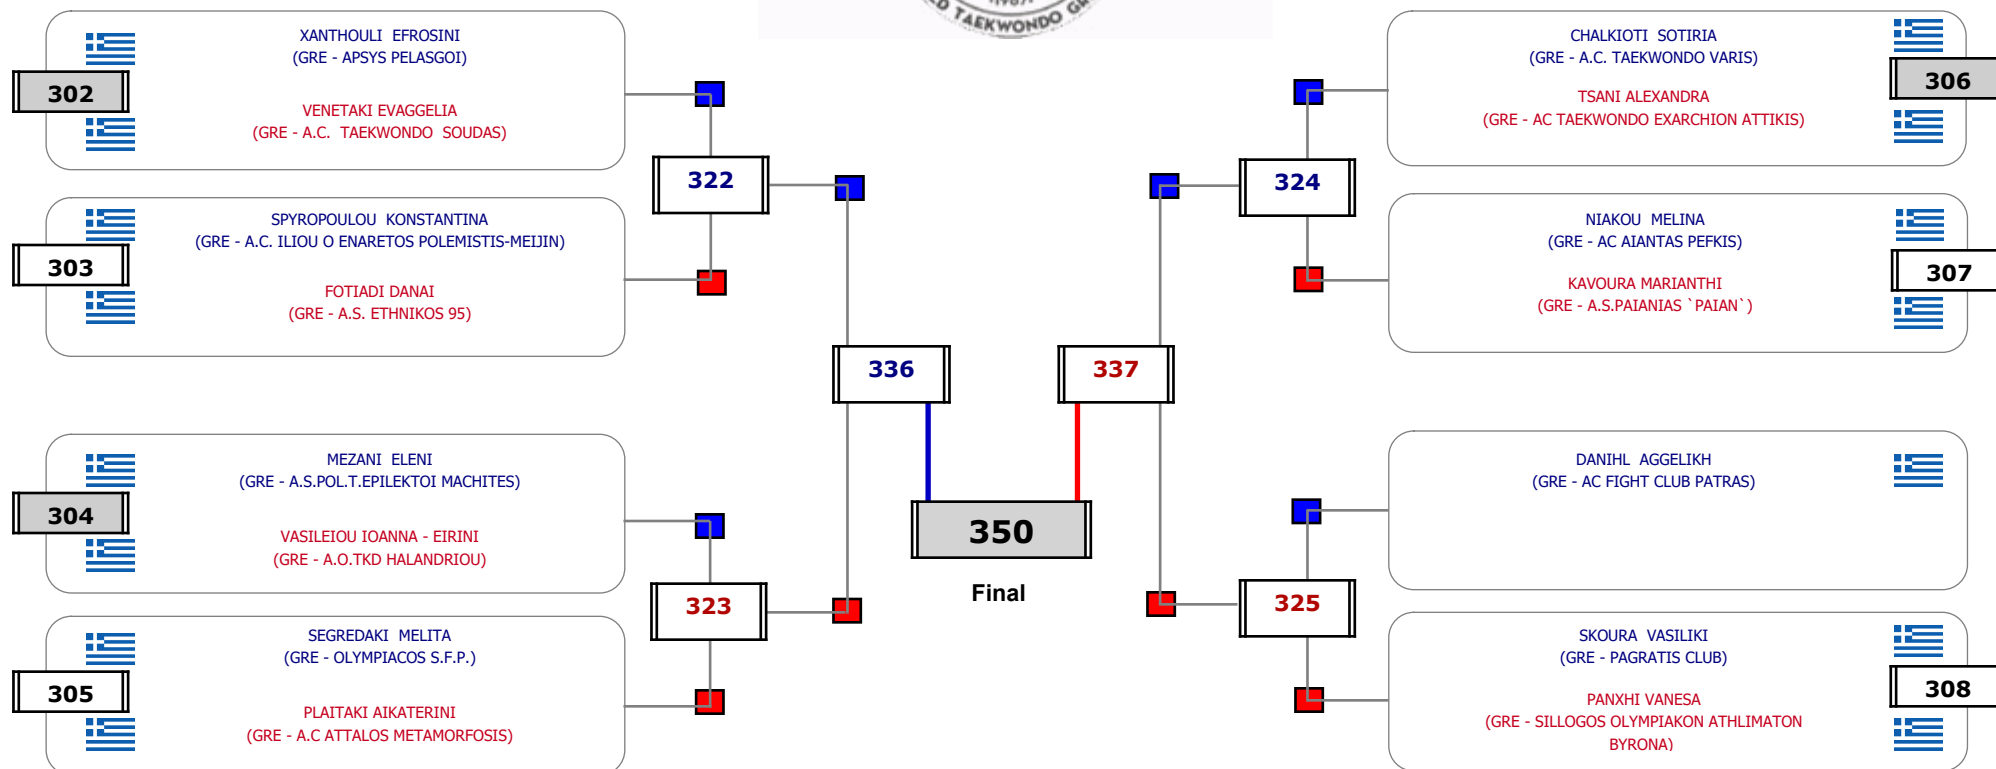 TAEKWONDO
XANTHOULI EFROSINI
(GRE - APSYS PELASGOI)
302
VENETAKI EVAGGELIA
(GRE - A.C. TAEKWONDO SOUDAS)
322
SPYROPOULOU KONSTANTINA
(GRE - A.C. ILIOU O ENARETOS POLEMISTIS-MEIJIN)
303
FOTIADI DANAI
(GRE - A.S. ETHNIKOS 95)
336
MEZANI ELENI
(GRE - A.S.POL.T.EPILEKTOI MACHITES)
304
VASILEIOU IOANNA - EIRINI
(GRE - A.O.TKD HALANDRIOU)
323
SEGREDAKI MELITA
(GRE - OLYMPIACOS S.F.P.)
305
PLAITAKI AIKATERINI
(GRE - A.C ATTALOS METAMORFOSIS)
350
Final
CHALKIOTI SOTIRIA
(GRE - A.C. TAEKWONDO VARIS)
306
TSANI ALEXANDRA
(GRE - AC TAEKWONDO EXARCHION ATTIKIS)
324
NIAKOU MELINA
(GRE - AC AIANTAS PEFKIS)
307
KAVOURA MARIANTHI
(GRE - A.S.PAIANIAS `PAIAN`)
337
DANIHL AGGELIKH
(GRE - AC FIGHT CLUB PATRAS)
325
SKOURA VASILIKI
(GRE - PAGRATIS CLUB)
308
PANXHI VANESA
(GRE - SILLOGOS OLYMPIAKON ATHLIMATON
BYRONA)